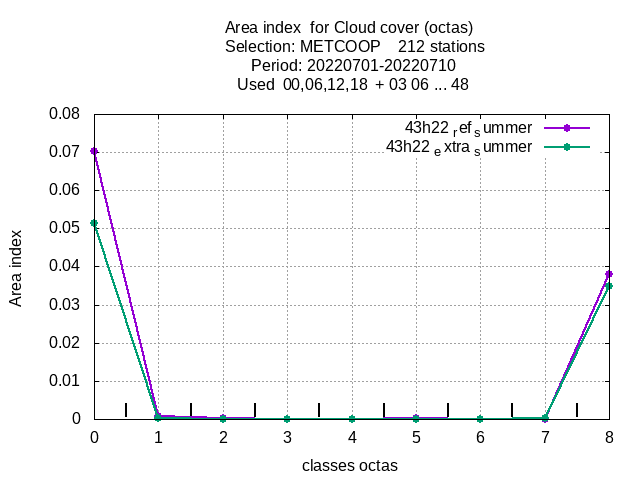 Area index  for Cloud cover (octas)
Selection: METCOOP    212 stations
Period: 20220701-20220710
Used  00,06,12,18  + 03 06 ... 48
43h22 ref summer
43h22 extra summer
0.08
0.07
0.06
0.05
0.04
0.03
0.02
0.01
0
Area index
0 1 2 3 4 5 6 7 8
classes octas